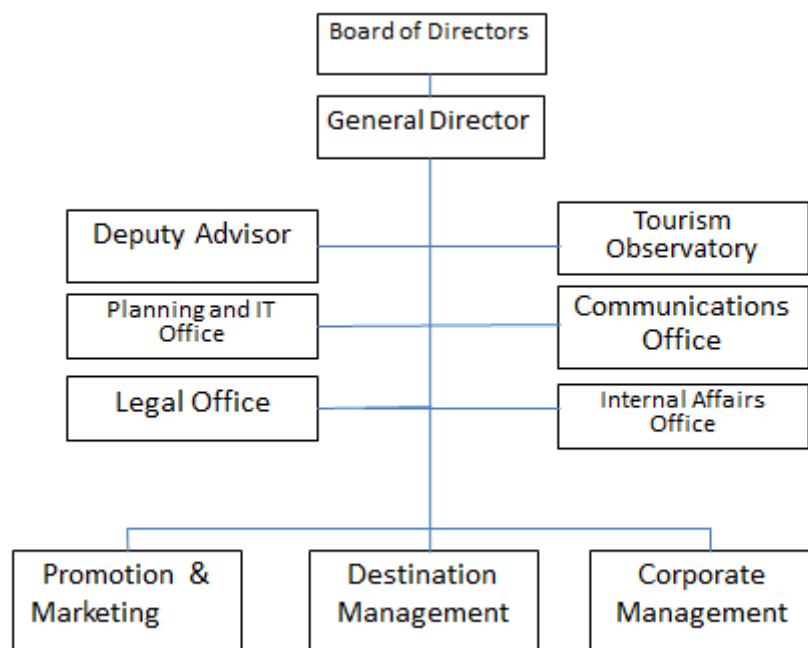 Board of Directors
General Director
Deputy Advisor
Tourism
Observatory
Planning and IT
Office
Communications
Office
Legal Office
Internal Affairs
Office
Promotion &
Marketing
Destination
Management
Corporate
Management